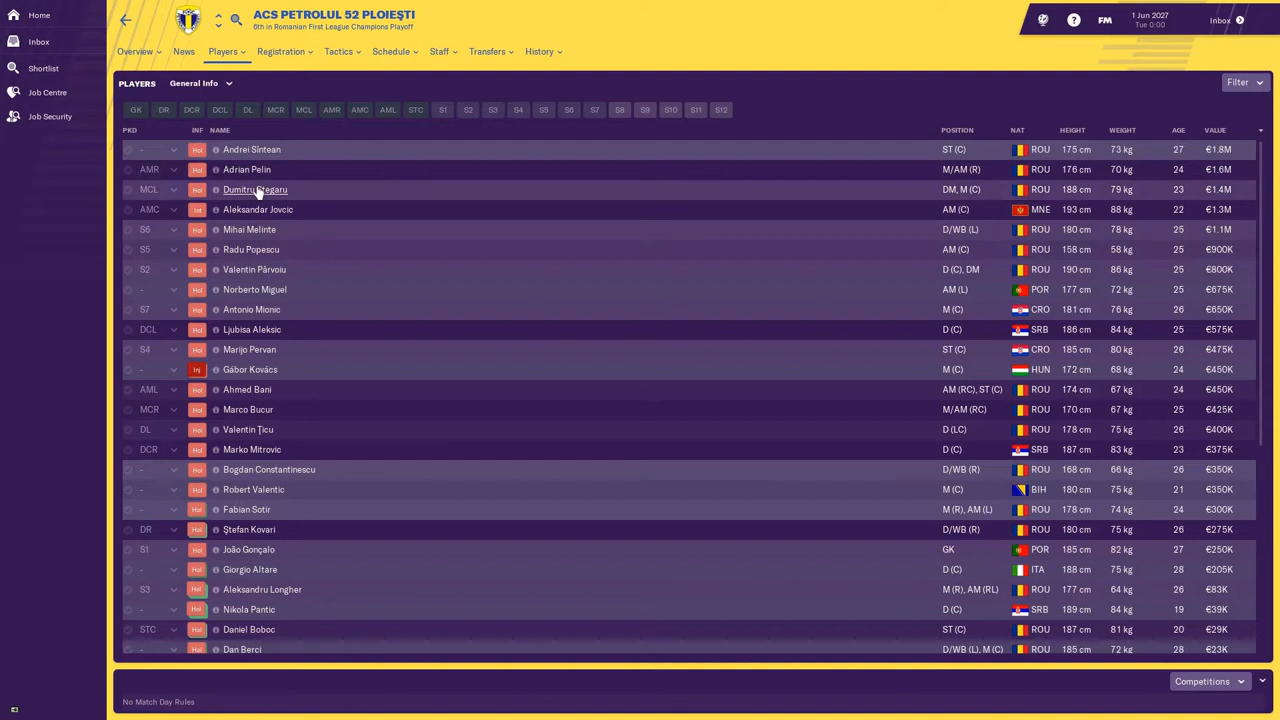 Home
Inbox
Shortlist
Job Centre
Job Security
ACS PETROLUL 52 PLOIEŞTI
6th in Romanian First League Champions Playoff
? FM 1 Jun 2027 Tue 0:00 Inbox
Overview News Players Registration Tactics Schedule Staff Transfers History
PLAYERS General Info Filter
GK DR DCR DCL DL MCR MCL AMR AMC AML STC S1 S2 S3 S4 S5 S6 S7 S8 S9 S10 S11 S12
PKD INF NAME POSITION NAT HEIGHT WEIGHT AGE VALUE
- Hol Andrei Sîntean ST (C) ROU 175 cm 73 kg 27 €1.8M
AMR Hol Adrian Pelin M/AM (R) ROU 176 cm 70 kg 24 €1.6M
MCL Hol Dumitru Stegaru DM, M (C) ROU 188 cm 79 kg 23 €1.4M
AMC Int Aleksandar Jovcic AM (C) MNE 193 cm 88 kg 22 €1.3M
S6 Hol Mihai Melinte D/WB (L) ROU 180 cm 78 kg 25 €1.1M
S5 Hol Radu Popescu AM (C) ROU 158 cm 58 kg 25 €900K
S2 Hol Valentin Pârvoiu D (C), DM ROU 190 cm 86 kg 25 €800K
- Hol Norberto Miguel AM (L) POR 177 cm 72 kg 24 €675K
S7 Hol Antonio Mionic M (C) CRO 181 cm 76 kg 26 €650K
DCL Hol Ljubisa Aleksic D (C) SRB 186 cm 84 kg 25 €575K
S4 Hol Marijo Pervan ST (C) CRO 185 cm 80 kg 26 €475K
- Inj Gábor Kovács M (C) HUN 172 cm 68 kg 24 €450K
AML Hol Ahmed Bani AM (RC), ST (C) ROU 174 cm 67 kg 24 €450K
MCR Hol Marco Bucur M/AM (RC) ROU 170 cm 67 kg 25 €425K
DL Hol Valentin Ţicu D (LC) ROU 178 cm 75 kg 26 €400K
DCR Hol Marko Mitrovic D (C) SRB 187 cm 83 kg 23 €375K
- Hol Bogdan Constantinescu D/WB (R) ROU 168 cm 66 kg 26 €350K
- Hol Robert Valentic M (C) BIH 180 cm 75 kg 21 €350K
- Hol Fabian Sotir M (R), AM (L) ROU 178 cm 74 kg 24 €300K
DR Hol Ştefan Kovari D/WB (R) ROU 180 cm 75 kg 26 €275K
S1 Hol João Gonçalo GK POR 185 cm 82 kg 27 €250K
- Hol Giorgio Altare D (C) ITA 188 cm 75 kg 28 €205K
S3 Hol Aleksandru Longher M (R), AM (RL) ROU 177 cm 64 kg 26 €83K
- Hol Nikola Pantic D (C) SRB 189 cm 84 kg 19 €39K
STC Hol Daniel Boboc ST (C) ROU 187 cm 81 kg 20 €29K
- Hol Dan Berci D/WB (L), M (C) ROU 185 cm 72 kg 28 €23K
Competitions
No Match Day Rules